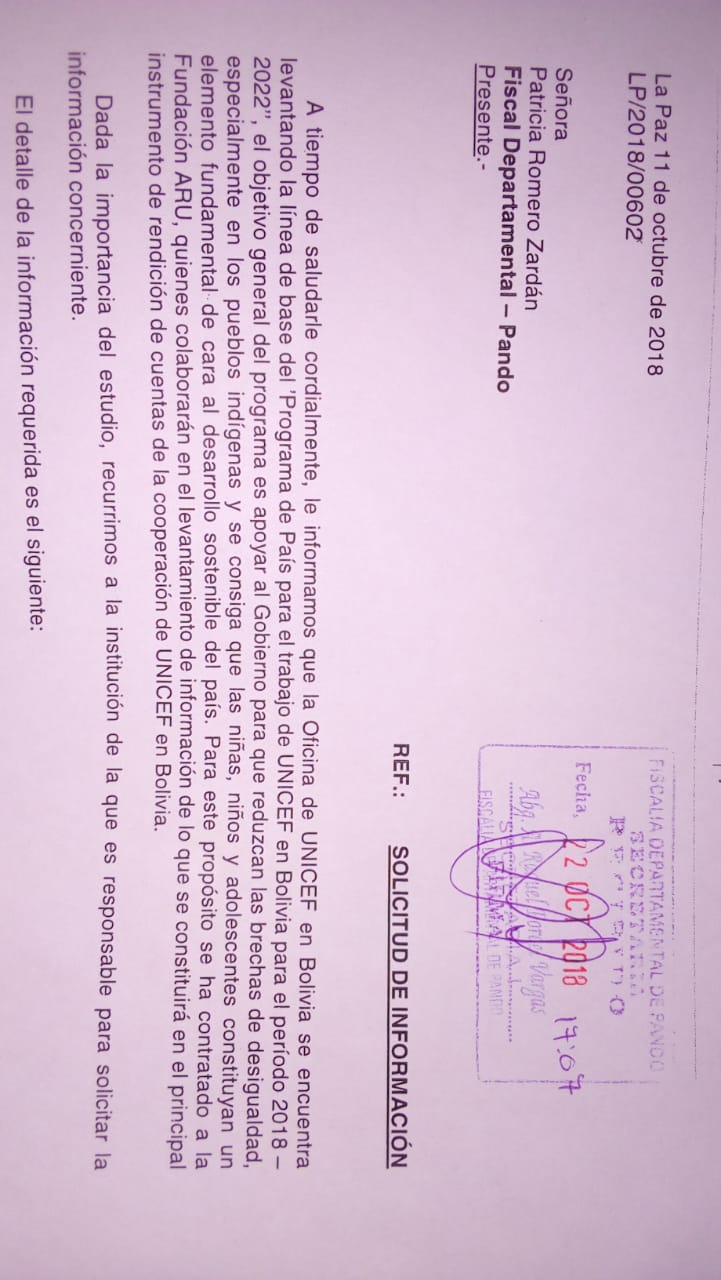 La Paz 11 de octubre de 2018
LP/2018/00602
FISCALIA DEPARTAMENTAL DE PANDO
SECRETARIA
RECIBIDO
Fecha, 22 OCT 2018 17:07
Abg. Vargas
FISCALIA DEPARTAMENTAL DE PANDO
Señora
Patricia Romero Zardán
Fiscal Departamental – Pando
Presente.-
REF.: SOLICITUD DE INFORMACIÓN
A tiempo de saludarle cordialmente, le informamos que la Oficina de UNICEF en Bolivia se encuentra
levantando la línea de base del 'Programa de País para el trabajo de UNICEF en Bolivia para el período 2018 –
2022", el objetivo general del programa es apoyar al Gobierno para que reduzcan las brechas de desigualdad,
especialmente en los pueblos indígenas y se consiga que las niñas, niños y adolescentes constituyan un
elemento fundamental de cara al desarrollo sostenible del país. Para este propósito se ha contratado a la
Fundación ARU, quienes colaborarán en el levantamiento de información de lo que se constituirá en el principal
instrumento de rendición de cuentas de la cooperación de UNICEF en Bolivia.
Dada la importancia del estudio, recurrimos a la institución de la que es responsable para solicitar la
información concerniente.
El detalle de la información requerida es el siguiente: